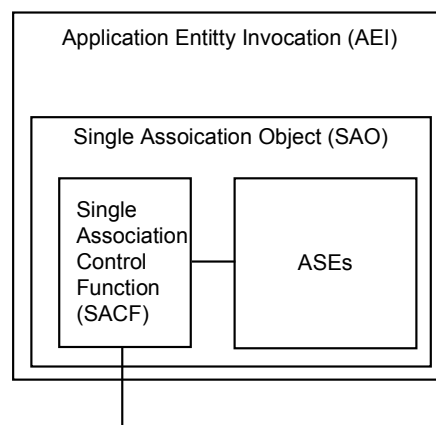 Application Entitty Invocation (AEI)
Single Assoication Object (SAO)
Single
Association
Control
Function
(SACF)
ASEs